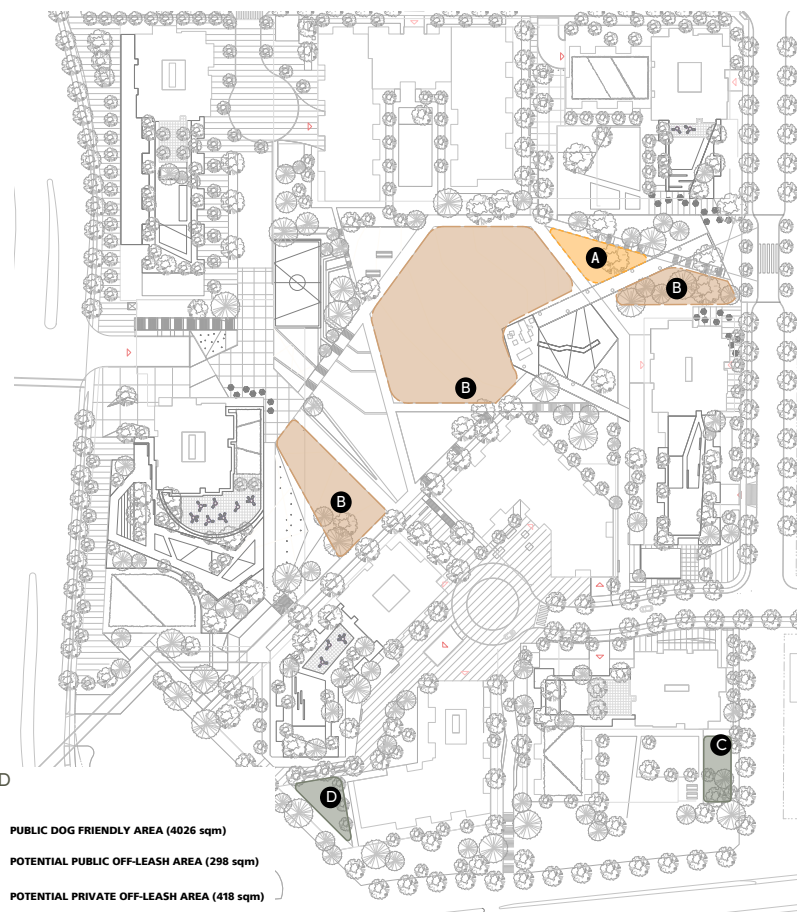 A
B
B
B
C
D
D
PUBLIC DOG FRIENDLY AREA (4026 sqm)
POTENTIAL PUBLIC OFF-LEASH AREA (298 sqm)
POTENTIAL PRIVATE OFF-LEASH AREA (418 sqm)